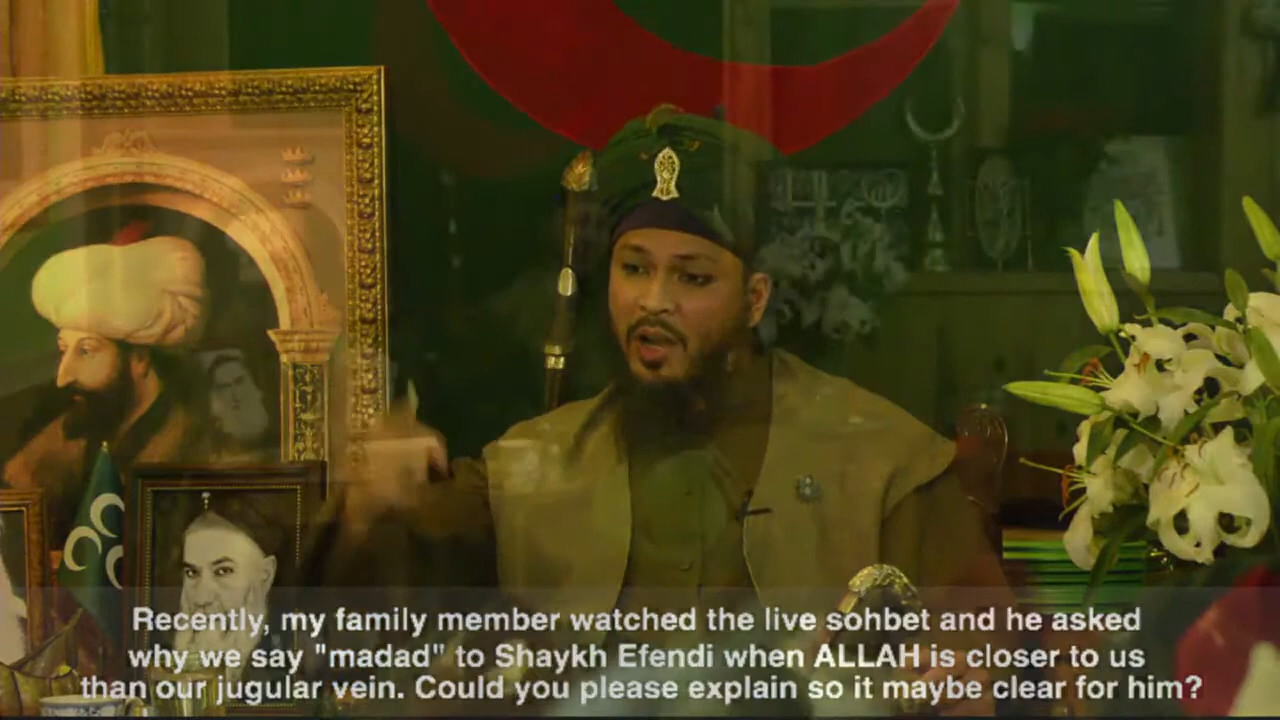 Recently, my family member watched the live sohbet and he asked
why we say "madad" to Shaykh Efendi when ALLAH is closer to us
than our jugular vein. Could you please explain so it maybe clear for him?